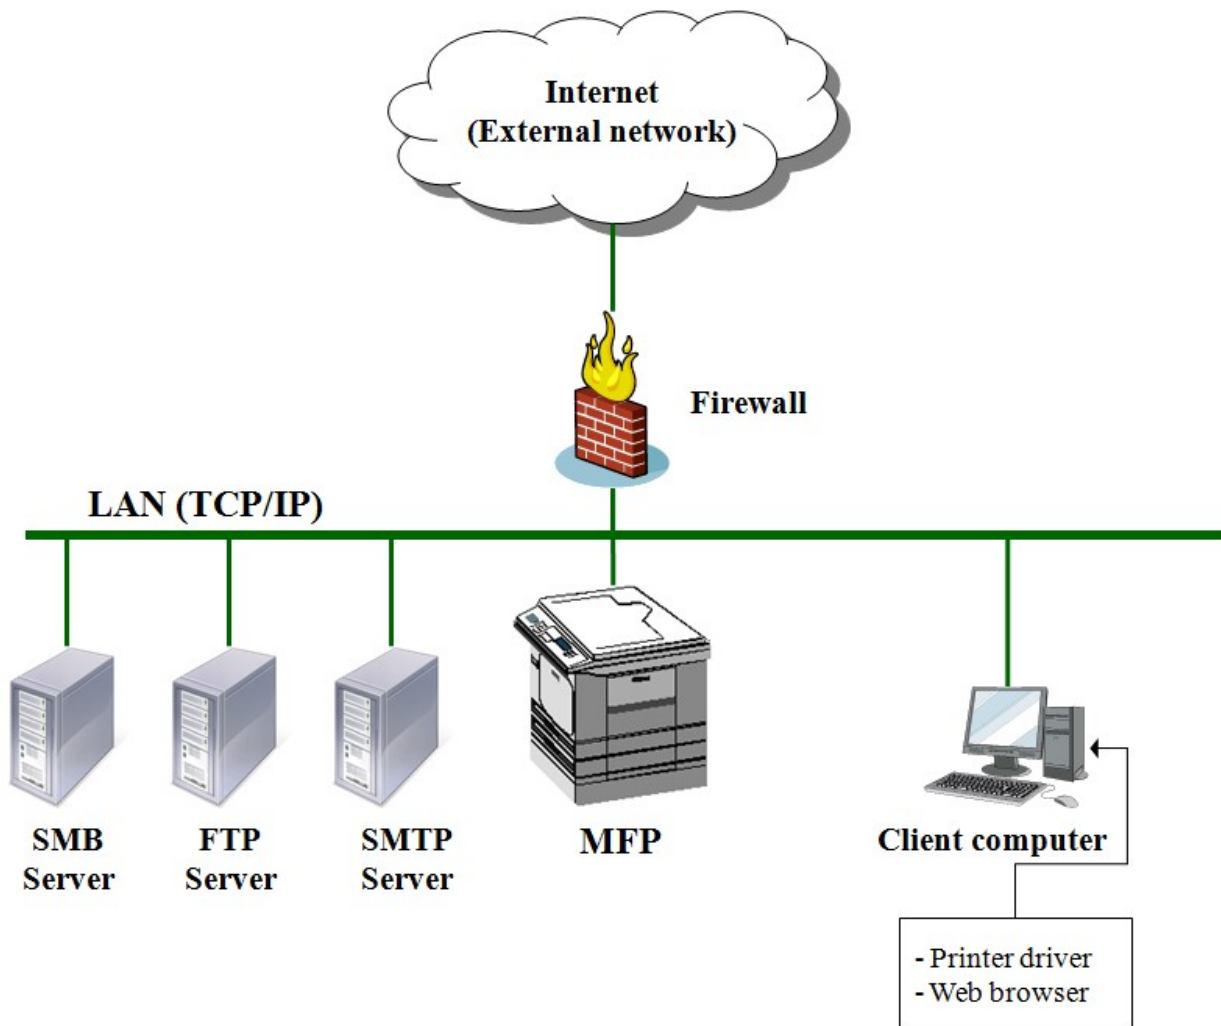 Internet
(External network)
Firewall
LAN (TCP/IP)
SMB
Server
FTP
Server
SMTP
Server
MFP
Client computer
- Printer driver
- Web browser